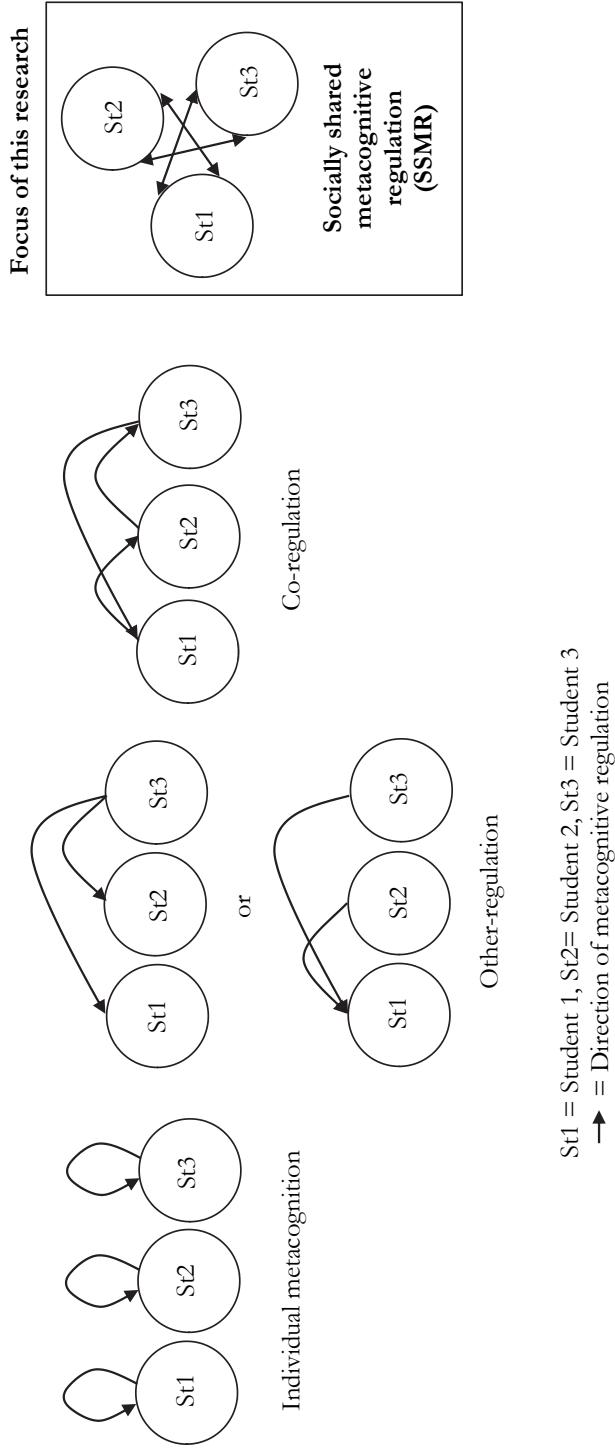 St1
St2
St3
Individual metacognition
St1
St2
St3
or
St1
St2
St3
Other-regulation
St1
St2
St3
Co-regulation
Focus of this research
St1
St2
St3
Socially shared
metacognitive
regulation
(SSMR)
St1 = Student 1, St2= Student 2, St3 = Student 3
= Direction of metacognitive regulation